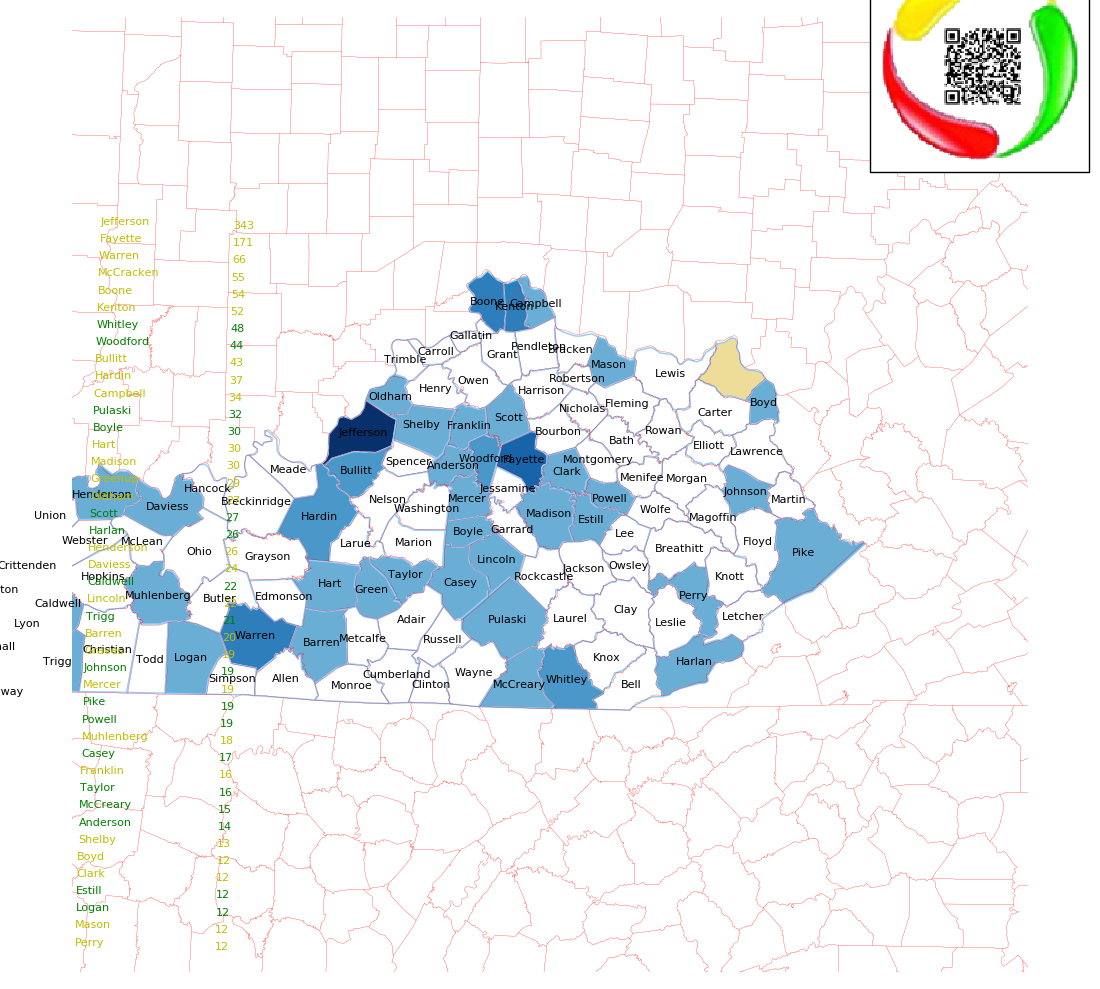 Jefferson 343
Fayette 171
Warren 66
McCracken 55
Boone 54
Kenton 52
Whitley 48
Woodford 44
Bullitt 43
Hardin 37
Campbell 34
Pulaski 32
Boyle 30
Hart 30
Madison 30
29
Scott 27
Harlan 26
Henderson 26
Daviess 24
Caldwell 22
Lincoln
Trigg 21
Barren 20
19
Johnson 19
Mercer 19
Pike 19
Powell 19
Muhlenberg 18
Casey 17
Franklin 16
Taylor 16
McCreary 15
Anderson 14
Shelby 13
Boyd 12
Clark 12
Estill 12
Logan 12
Mason 12
Perry 12
Boone
Kenton
Campbell
Gallatin
Carroll
Trimble
Grant
Pendleton
Bracken
Mason
Robertson
Lewis
Owen
Henry
Oldham
Harrison
Nicholas
Fleming
Boyd
Carter
Jefferson
Shelby
Franklin
Scott
Bourbon
Rowan
Bath
Elliott
Lawrence
Meade
Bullitt
Spencer
Anderson
Woodford
Fayette
Clark
Montgomery
Menifee
Morgan
Johnson
Martin
Henderson
Daviess
Hancock
Breckinridge
Hardin
Nelson
Washington
Mercer
Jessamine
Madison
Estill
Powell
Wolfe
Magoffin
Union
Webster
McLean
Ohio
Grayson
Larue
Marion
Boyle
Garrard
Lee
Breathitt
Floyd
Pike
Crittenden
Hopkins
Muhlenberg
Butler
Edmonson
Hart
Green
Taylor
Casey
Lincoln
Rockcastle
Jackson
Owsley
Perry
Knott
ton
Caldwell
Lyon
all
Trigg
Christian
Todd
Logan
Warren
Barren
Metcalfe
Adair
Russell
Pulaski
Laurel
Clay
Leslie
Letcher
way
Simpson
Allen
Monroe
Cumberland
Clinton
Wayne
McCreary
Whitley
Knox
Bell
Harlan